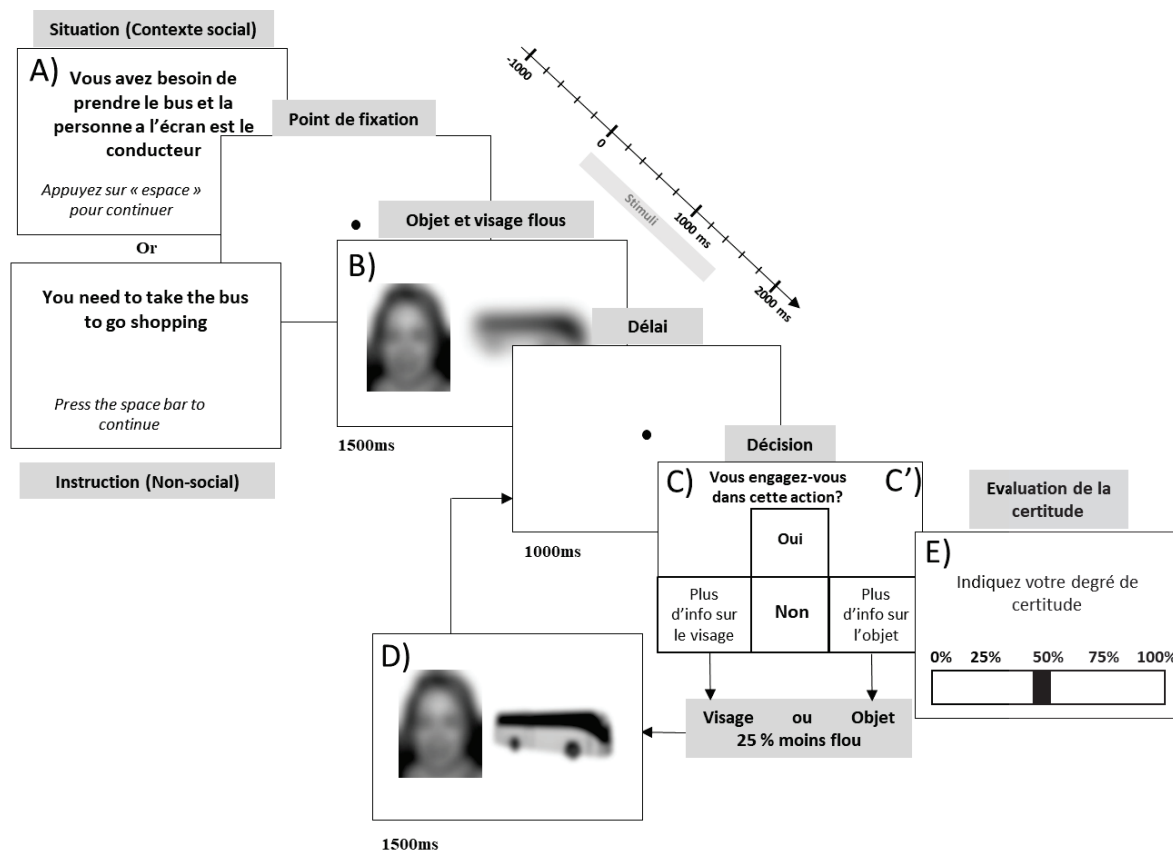 Situation (Contexte social)
A)
Vous avez besoin de
prendre le bus et la
personne a l'écran est le
conducteur
Appuyez sur « espace »
pour continuer
Or
You need to take the bus
to go shopping
Press the space bar to
continue
Instruction (Non-social)
Point de fixation
Objet et visage flous
B)
1500ms
-1000
0
1000 ms
2000 ms
Stimuli
Délai
1000ms
Décision
C)
Vous engagez-vous
dans cette action?
Oui
Non
Plus
d'info sur
le visage
Plus
d'info sur
l'objet
C')
Evaluation de la
certitude
E)
Indiquez votre degré de
certitude
0% 25% 50% 75% 100%
Visage ou Objet
25 % moins flou
D)
1500ms